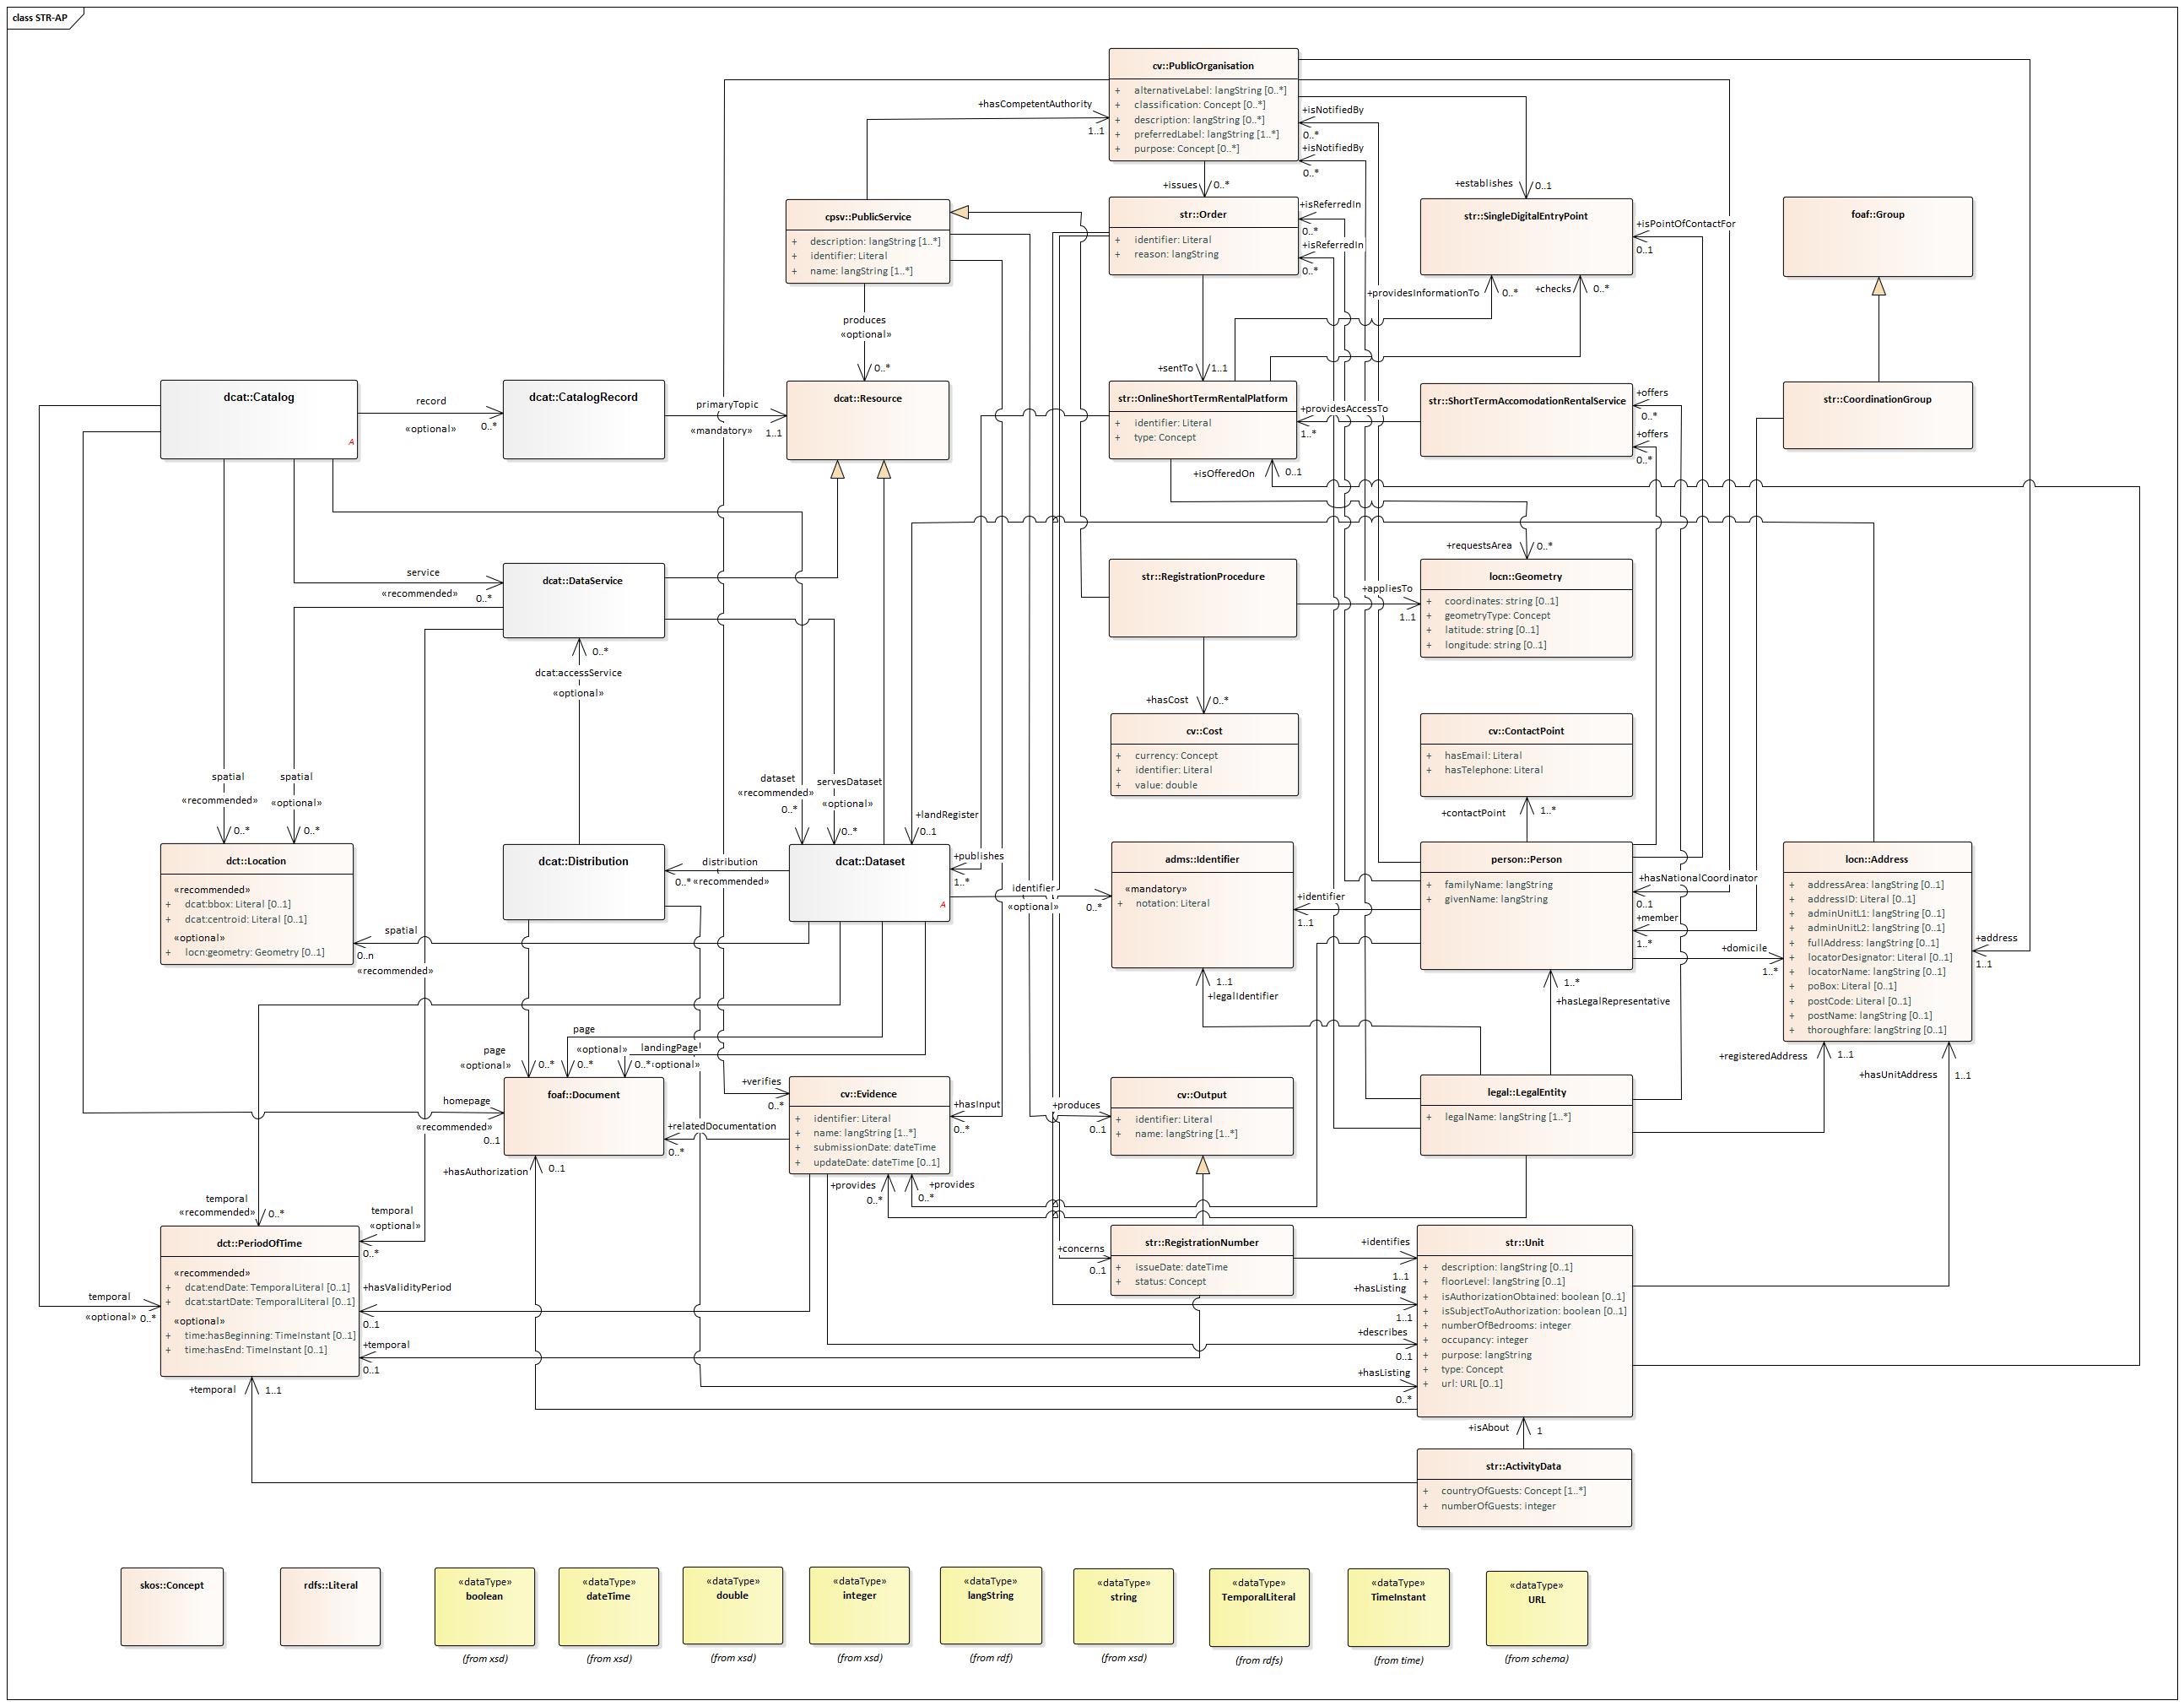 class STR-AP
cv::PublicOrganisation
+ alternativeLabel: langString [0..*]
+ classification: Concept [0..*]
+ description: langString [0..*]
+ preferredLabel: langString [1..*]
+ purpose: Concept [0..*]
+hasCompetentAuthority
1..1
+isNotifiedBy
0..*
+isNotifiedBy
0..*
+issues
0..*
+establishes
0..1
cpsv::PublicService
+ description: langString [1..*]
+ identifier: Literal
+ name: langString [1..*]
str::Order
+ identifier: Literal
+ reason: langString
+isReferredIn
0..*
+isReferredIn
0..*
str::SingleDigitalEntryPoint
+isPointOfContactFor
0..1
foaf::Group
+providesInformationTo
0..*
+checks
0..*
produces
«optional»
0..*
+sentTo
1..1
dcat::Catalog
A
record
«optional»
0..*
dcat::CatalogRecord
primaryTopic
«mandatory»
1..1
dcat::Resource
str::OnlineShortTermRentalPlatform
+ identifier: Literal
+ type: Concept
+providesAccessTo
1..*
str::ShortTermAccomodationRentalService
+offers
0..*
+offers
0..*
str::CoordinationGroup
+isOfferedOn
0..1
+requestsArea
0..*
service
«recommended»
0..*
dcat::DataService
str::RegistrationProcedure
+appliesTo
1..1
locn::Geometry
+ coordinates: string [0..1]
+ geometryType: Concept
+ latitude: string [0..1]
+ longitude: string [0..1]
0..*
dcat:accessService
«optional»
+hasCost
0..*
cv::Cost
+ currency: Concept
+ identifier: Literal
+ value: double
cv::ContactPoint
+ hasEmail: Literal
+ hasTelephone: Literal
spatial
«recommended»
0..*
spatial
«optional»
0..*
dataset
«recommended»
0..*
servesDataset
«optional»
0..*
+landRegister
0..1
+contactPoint
1..*
dct::Location
«recommended»
+ dcat:bbox: Literal [0..1]
+ dcat:centroid: Literal [0..1]
«optional»
+ locn:geometry: Geometry [0..1]
dcat::Distribution
distribution
0..*
«recommended»
dcat::Dataset
A
+publishes
1..*
identifier
«optional»
0..*
adms::Identifier
«mandatory»
+ notation: Literal
+identifier
1..1
person::Person
+ familyName: langString
+ givenName: langString
+hasNationalCoordinator
0..1
+member
1..*
+domicile
1..*
locn::Address
+ addressArea: langString [0..1]
+ addressID: Literal [0..1]
+ adminUnitL1: langString [0..1]
+ adminUnitL2: langString [0..1]
+ fullAddress: langString [0..1]
+ locatorDesignator: Literal [0..1]
+ locatorName: langString [0..1]
+ poBox: Literal [0..1]
+ postCode: Literal [0..1]
+ postName: langString [0..1]
+ thoroughfare: langString [0..1]
+address
1..1
spatial
0..n
«recommended»
1..1
+legalIdentifier
1..*
+hasLegalRepresentative
+registeredAddress
1..1
+hasUnitAddress
1..1
page
«optional»
0..*
page
«optional»
0..*
landingPage
0..*
«optional»
foaf::Document
homepage
«recommended»
0..1
+verifies
0..*
cv::Evidence
+ identifier: Literal
+ name: langString [1..*]
+ submissionDate: dateTime
+ updateDate: dateTime [0..1]
+hasInput
0..*
+relatedDocumentation
0..*
+produces
0..1
cv::Output
+ identifier: Literal
+ name: langString [1..*]
legal::LegalEntity
+ legalName: langString [1..*]
+hasAuthorization
0..1
+provides
0..*
+provides
0..*
temporal
«recommended»
0..*
temporal
«optional»
0..*
dct::PeriodOfTime
«recommended»
+ dcat:endDate: TemporalLiteral [0..1]
+ dcat:startDate: TemporalLiteral [0..1]
«optional»
+ time:hasBeginning: TimeInstant [0..1]
+ time:hasEnd: TimeInstant [0..1]
temporal
«optional»
0..*
+hasValidityPeriod
0..1
+temporal
0..1
+temporal
1..1
+concerns
0..1
str::RegistrationNumber
+ issueDate: dateTime
+ status: Concept
+identifies
1..1
+hasListing
1..1
+describes
0..1
+hasListing
0..*
str::Unit
+ description: langString [0..1]
+ floorLevel: langString [0..1]
+ isAuthorizationObtained: boolean [0..1]
+ isSubjectToAuthorization: boolean [0..1]
+ numberOfBedrooms: integer
+ occupancy: integer
+ purpose: langString
+ type: Concept
+ url: URL [0..1]
+isAbout
1
str::ActivityData
+ countryOfGuests: Concept [1..*]
+ numberOfGuests: integer
skos::Concept
rdfs::Literal
«dataType»
boolean
(from xsd)
«dataType»
dateTime
(from xsd)
«dataType»
double
(from xsd)
«dataType»
integer
(from xsd)
«dataType»
langString
(from rdf)
«dataType»
string
(from xsd)
«dataType»
TemporalLiteral
(from rdfs)
«dataType»
TimeInstant
(from time)
«dataType»
URL
(from schema)